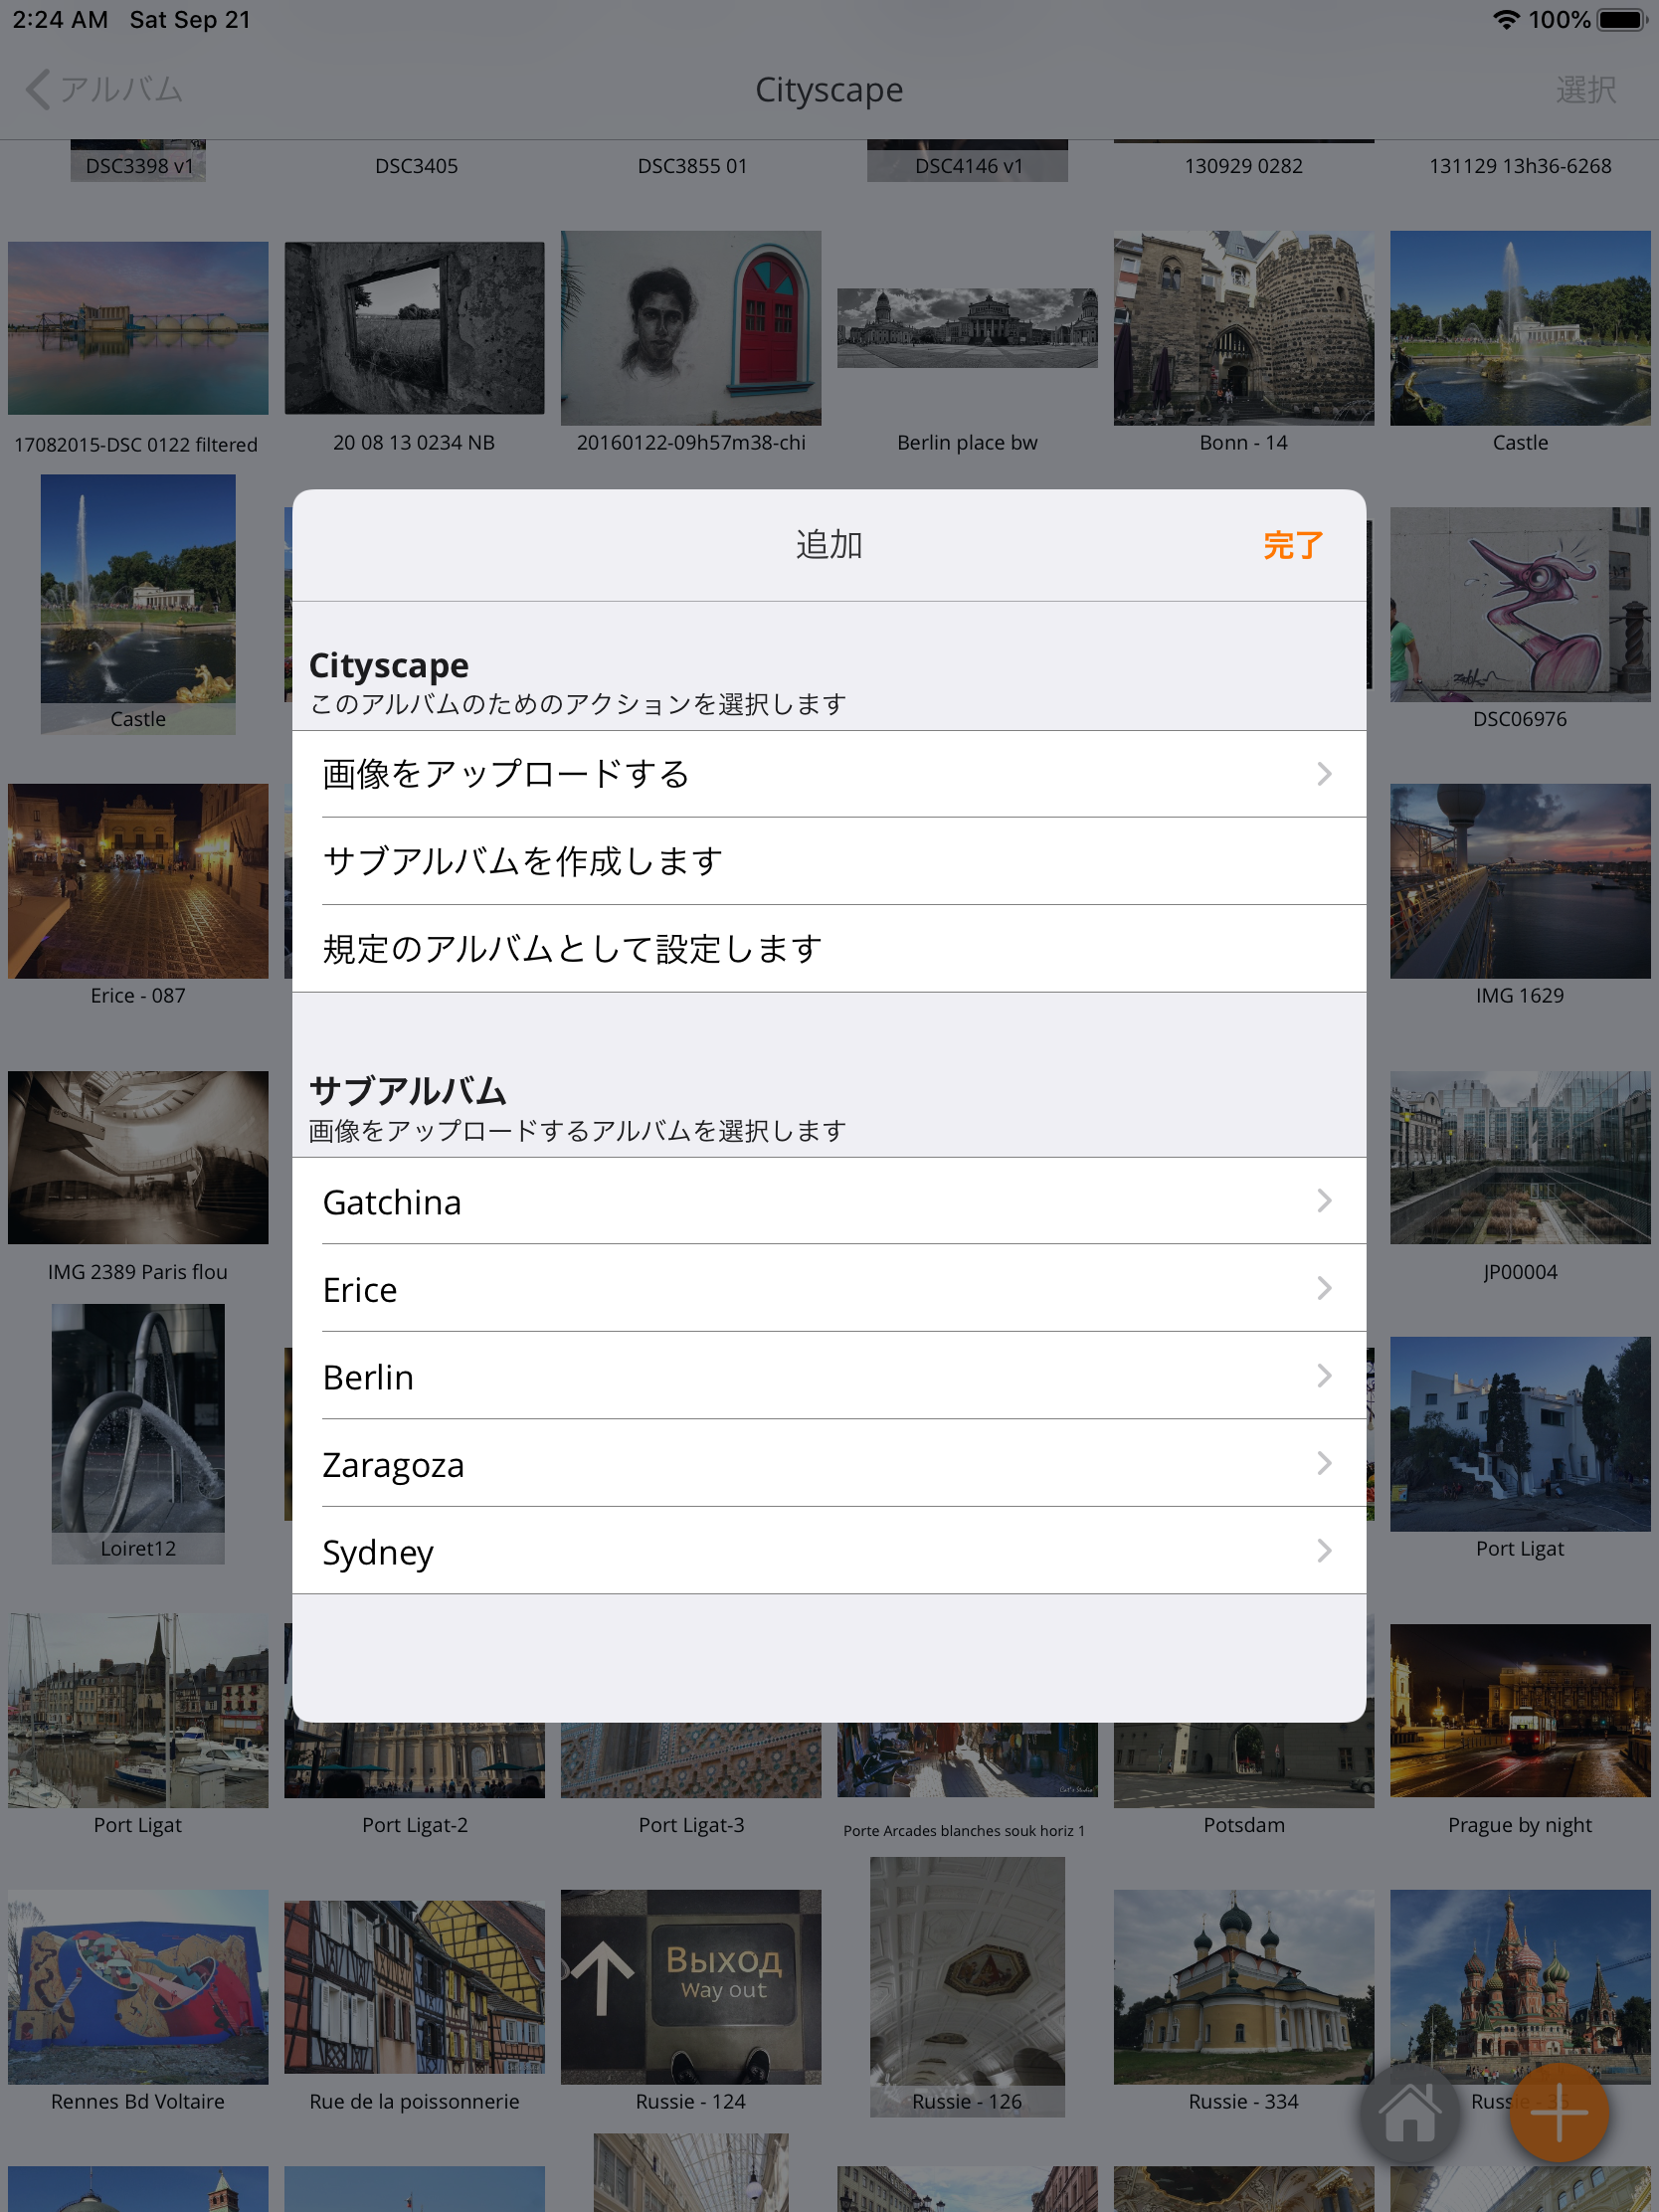 2:24 AM Sat Sep 21
100%
アルバム
Cityscape
選択
DSC3398 v1
DSC3405
DSC3855 01
DSC4146 v1
130929 0282
131129 13h36-6268
17082015-DSC 0122 filtered
20 08 13 0234 NB
20160122-09h57m38-chi
Berlin place bw
Bonn - 14
Castle
追加
完了
Cityscape
このアルバムのためのアクションを選択します
画像をアップロードする
サブアルバムを作成します
規定のアルバムとして設定します
サブアルバム
画像をアップロードするアルバムを選択します
Gatchina
Erice
Berlin
Zaragoza
Sydney
Castle
DSC06976
Erice - 087
IMG 1629
IMG 2389 Paris flou
JP00004
Loiret12
Port Ligat
Port Ligat
Port Ligat-2
Port Ligat-3
Porte Arcades blanches souk horiz 1
Potsdam
Prague by night
Выход
Way out
Rennes Bd Voltaire
Rue de la poissonnerie
Russie - 124
Russie - 126
Russie - 334